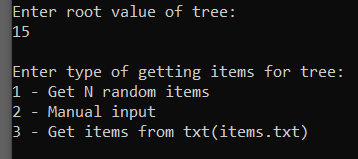 Enter root value of tree:
15
Enter type of getting items for tree:
1 - Get N random items
2 - Manual input
3 - Get items from txt(items.txt)